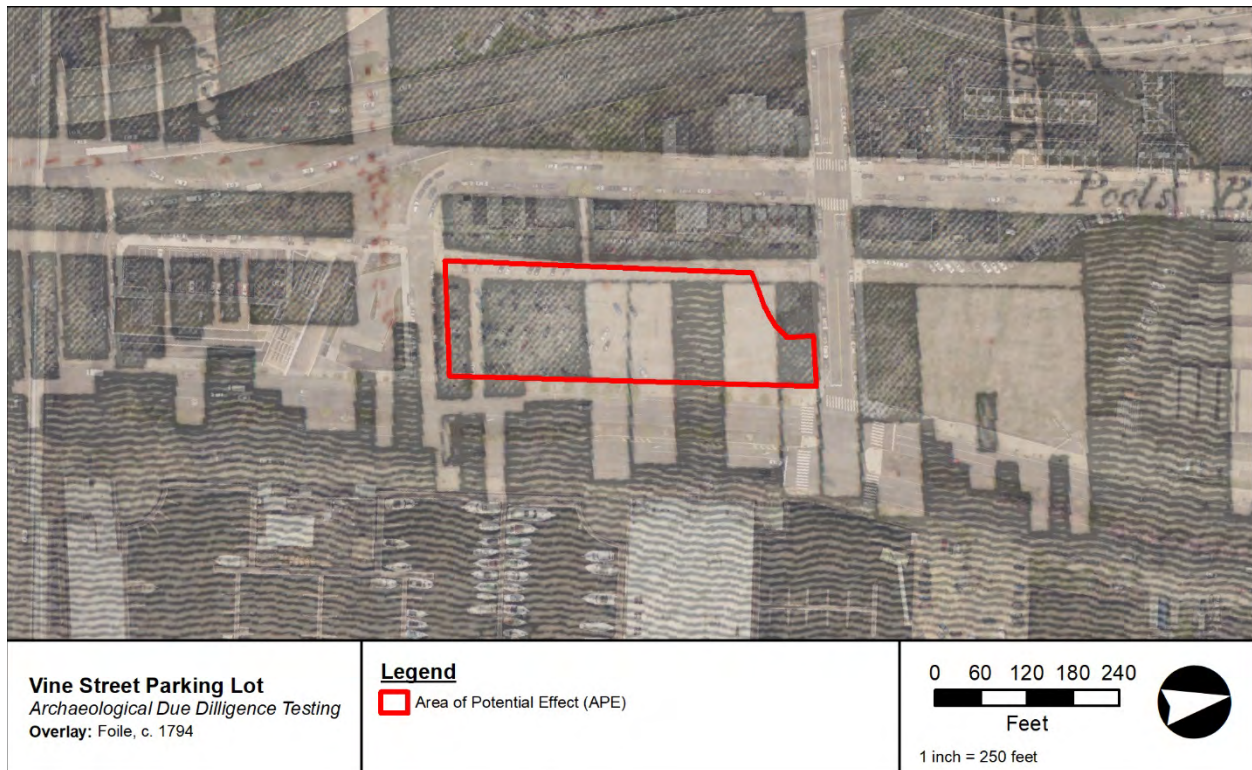 Pools B
Vine Street Parking Lot
Archaeological Due Dilligence Testing
Overlay: Foile, c. 1794
Legend
Area of Potential Effect (APE)
0 60 120 180 240
Feet
1 inch = 250 feet